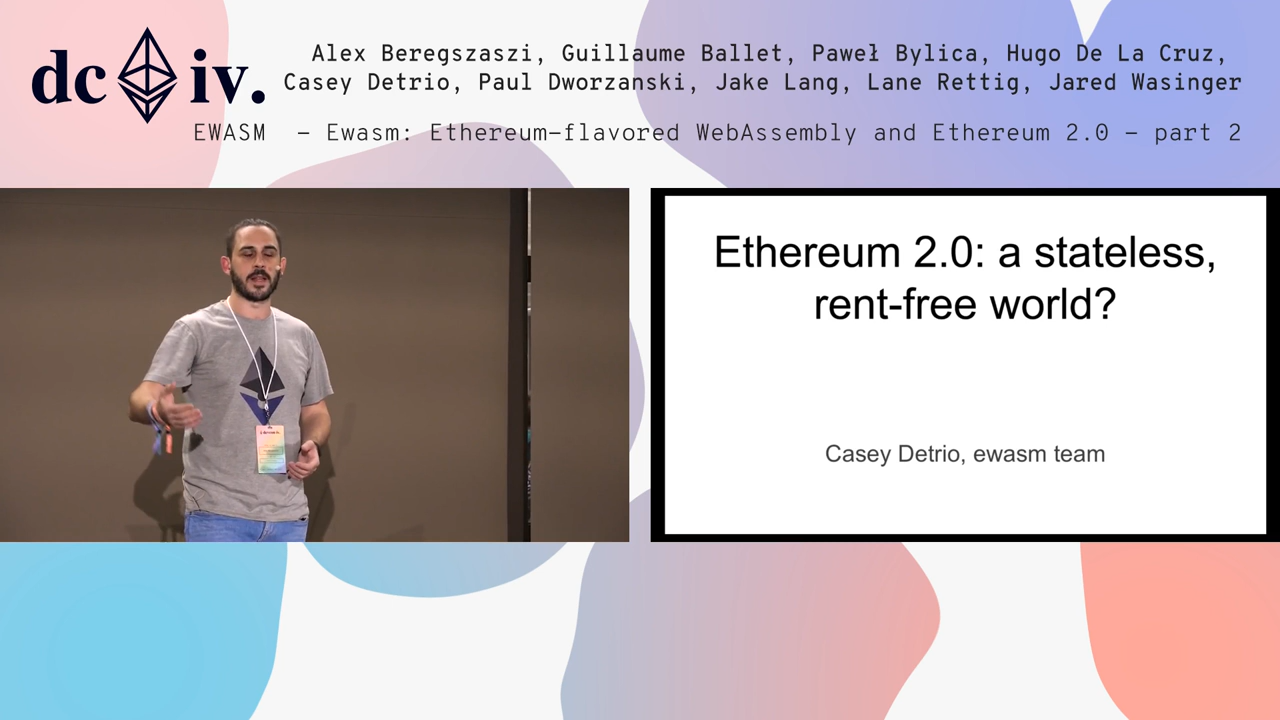 dc iv.
Alex Beregszaszi, Guillaume Ballet, Paweł Bylica, Hugo De La Cruz,
Casey Detrio, Paul Dworzanski, Jake Lang, Lane Rettig, Jared Wasinger
EWASM - Ewasm: Ethereum-flavored WebAssembly and Ethereum 2.0 - part 2
Ethereum 2.0: a stateless,
rent-free world?
Casey Detrio, ewasm team